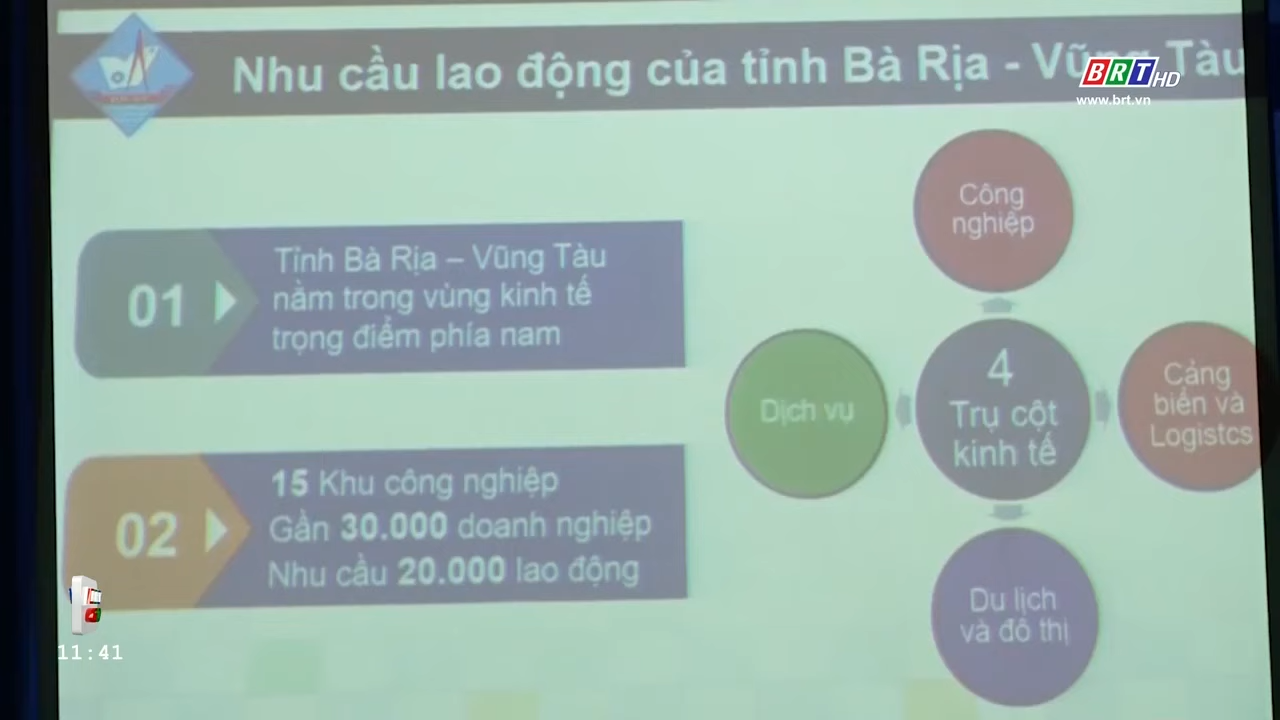 Nhu cầu lao động của tỉnh Bà Rịa - Vũng Tàu
BRT HD
www.brt.vn
01
Tỉnh Bà Rịa – Vũng Tàu
nằm trong vùng kinh tế
trọng điểm phía nam
02
15 Khu công nghiệp
Gần 30.000 doanh nghiệp
Nhu cầu 20.000 lao động
Công
nghiệp
Dịch vụ
4
Trụ cột
kinh tế
Cảng
biển và
Logistcs
Du lịch
và đô thị
11:41